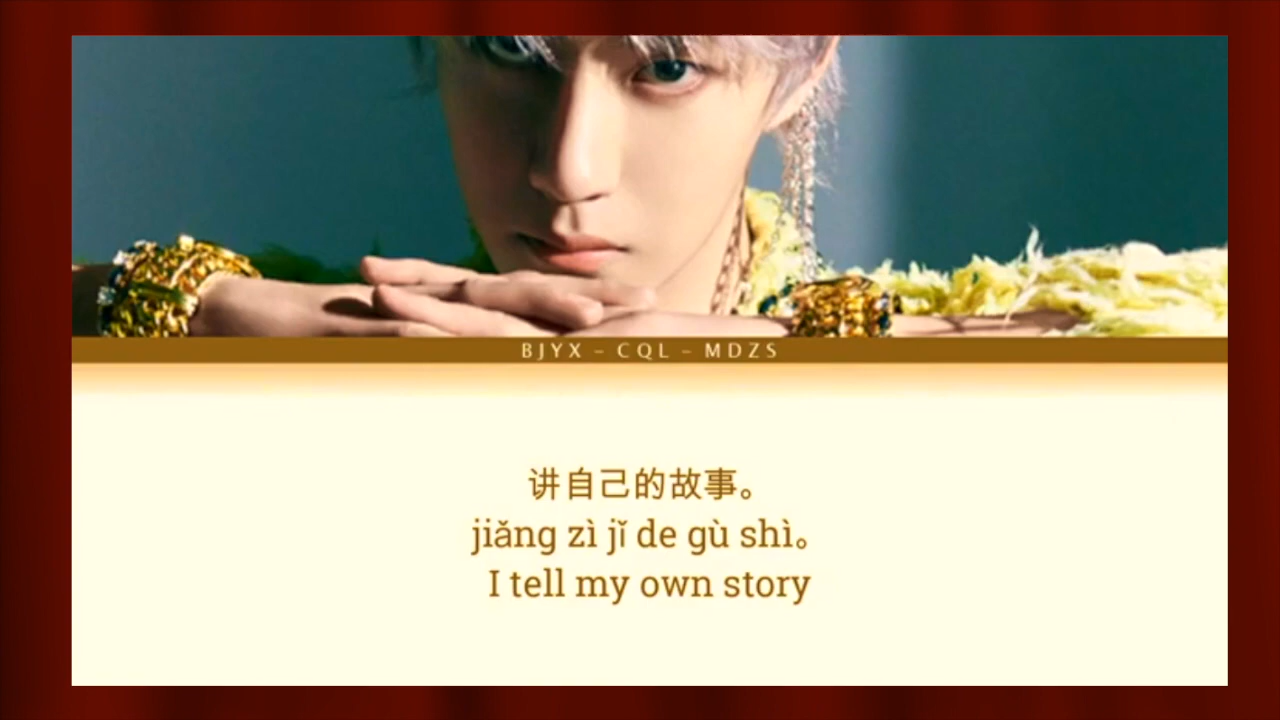 BJYX – CQL – MDZS
讲自己的故事。
jiǎng zì jǐ de gù shì。
I tell my own story